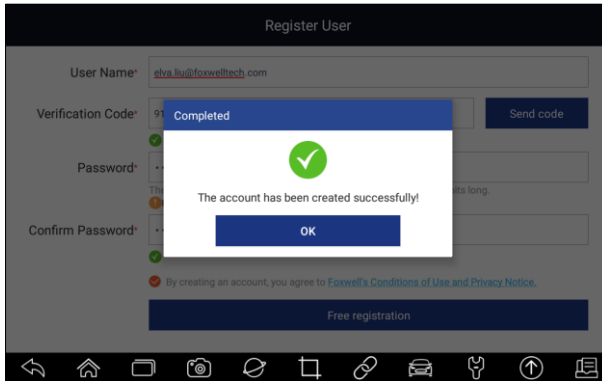 Register User
User Name*
elva.liu@foxwelltech.com
Verification Code*
91
Send code
Completed
The account has been created successfully!
OK
Password*
The
its long.
Confirm Password*
By creating an account, you agree to Foxwell's Conditions of Use and Privacy Notice.
Free registration